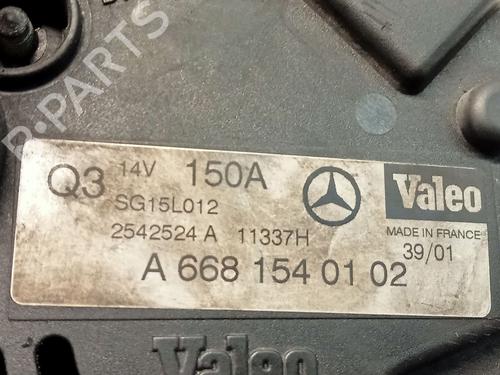 B-PARTS
Q3 14V 150A
SG15L012
2542524 A 11337H
A 668 154 01 02
Valeo
MADE IN FRANCE
39/01
Valeo